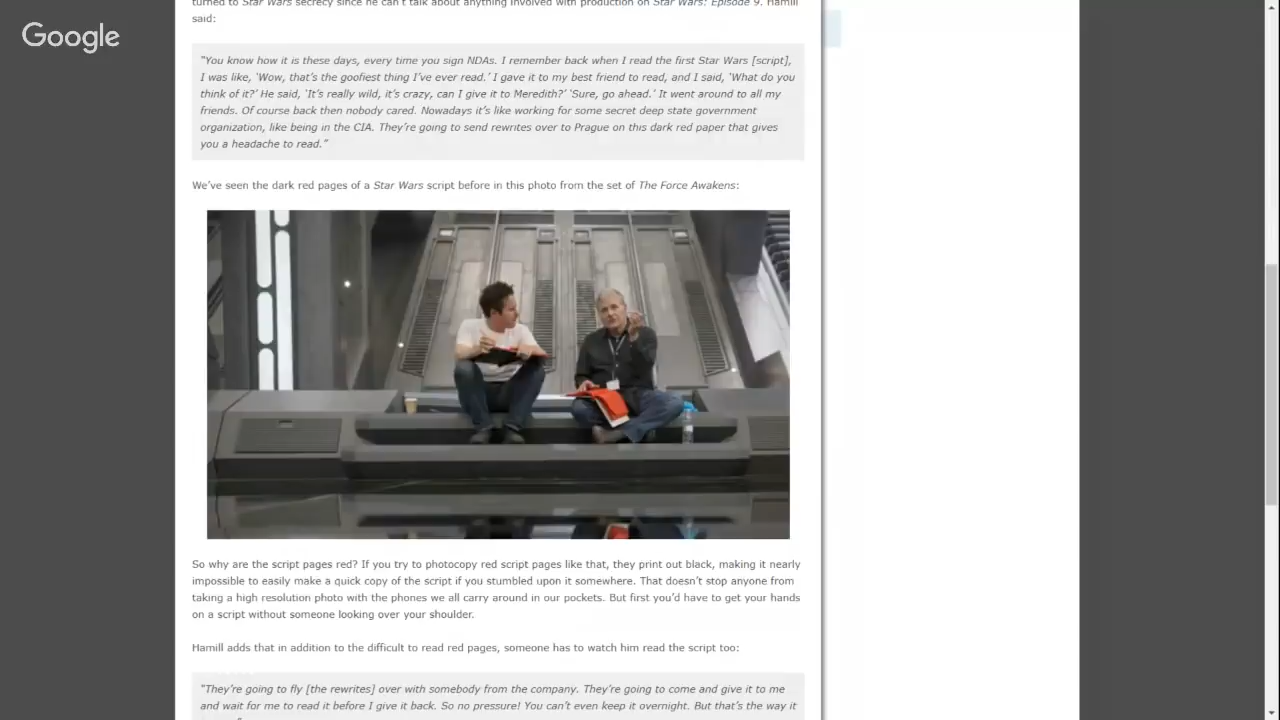 turned to Star Wars secrecy since he can't talk about anything involved with production on Star Wars: Episode 9. Hamill
said:
Google
"You know how it is these days, every time you sign NDAs. I remember back when I read the first Star Wars [script],
I was like, 'Wow, that's the goofiest thing I've ever read.' I gave it to my best friend to read, and I said, 'What do you
think of it?' He said, 'It's really wild, it's crazy, can I give it to Meredith?' 'Sure, go ahead.' It went around to all my
friends. Of course back then nobody cared. Nowadays it's like working for some secret deep state government
organization, like being in the CIA. They're going to send rewrites over to Prague on this dark red paper that gives
you a headache to read."
We've seen the dark red pages of a Star Wars script before in this photo from the set of The Force Awakens:
So why are the script pages red? If you try to photocopy red script pages like that, they print out black, making it nearly
impossible to easily make a quick copy of the script if you stumbled upon it somewhere. That doesn't stop anyone from
taking a high resolution photo with the phones we all carry around in our pockets. But first you'd have to get your hands
on a script without someone looking over your shoulder.
Hamill adds that in addition to the difficult to read red pages, someone has to watch him read the script too:
"They're going to fly [the rewrites] over with somebody from the company. They're going to come and give it to me
and wait for me to read it before I give it back. So no pressure! You can't even keep it overnight. But that's the way it